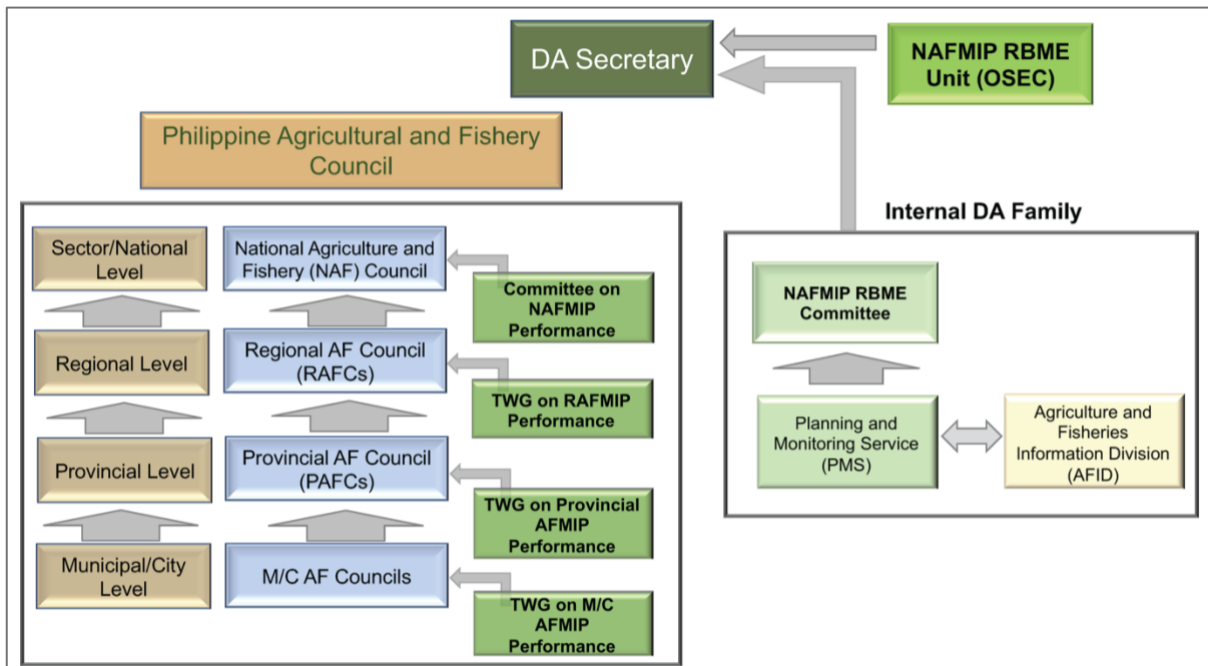 DA Secretary
NAFMIP RBME
Unit (OSEC)
Philippine Agricultural and Fishery
Council
Sector/National
Level
National Agriculture and
Fishery (NAF) Council
Committee on
NAFMIP
Performance
Regional Level
Regional AF Council
(RAFCs)
TWG on RAFMIP
Performance
Provincial Level
Provincial AF Council
(PAFCs)
TWG on Provincial
AFMIP
Performance
Municipal/City
Level
M/C AF Councils
TWG on M/C
AFMIP
Performance
Internal DA Family
NAFMIP RBME
Committee
Planning and
Monitoring Service
(PMS)
Agriculture and
Fisheries
Information Division
(AFID)